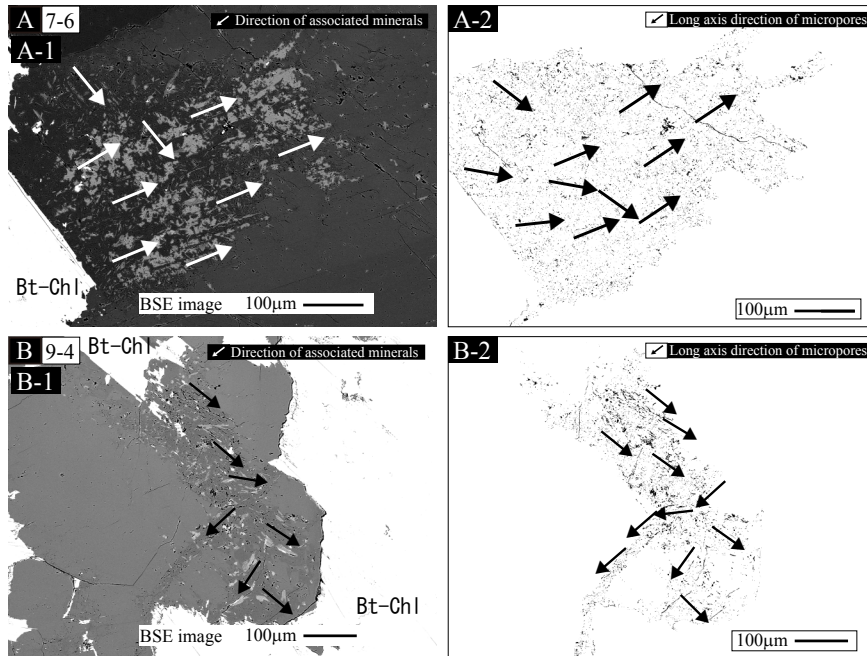 A 7-6
Direction of associated minerals
A-1
Bt-Chl
BSE image 100μm
A-2
Long axis direction of micropores
100μm
B 9-4
Bt-Chl
Direction of associated minerals
B-1
Bt-Chl
BSE image 100μm
B-2
Long axis direction of micropores
100μm